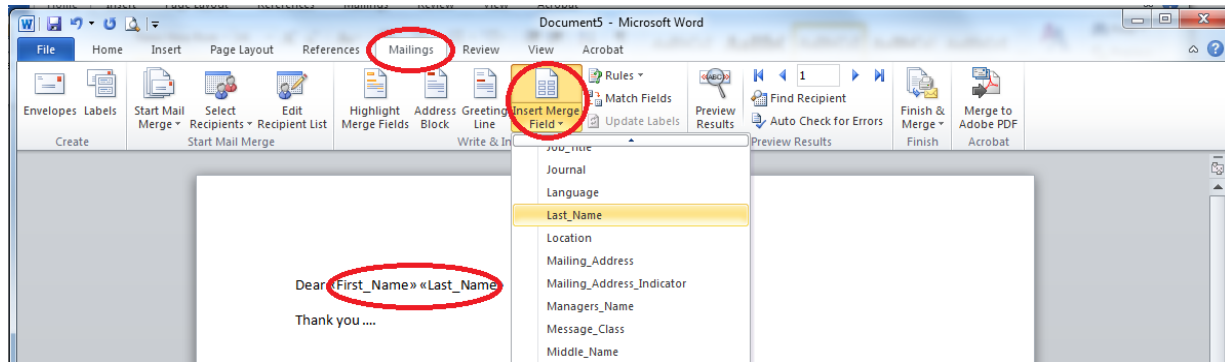 Document5 - Microsoft Word
File Home Insert Page Layout References Mailings Review View Acrobat
Envelopes Labels
Create
Start Mail Merge
Select Recipients
Edit Recipient List
Start Mail Merge
Highlight Merge Fields
Address Block
Greeting Line
Insert Merge Field
Rules
Match Fields
Update Labels
Write & In
Preview Results
1
Find Recipient
Auto Check for Errors
Preview Results
Finish & Merge
Finish
Merge to Adobe PDF
Acrobat
Job_Title
Journal
Language
Last_Name
Location
Mailing_Address
Mailing_Address_Indicator
Managers_Name
Message_Class
Middle_Name
Dear «First_Name» «Last_Name»
Thank you ....